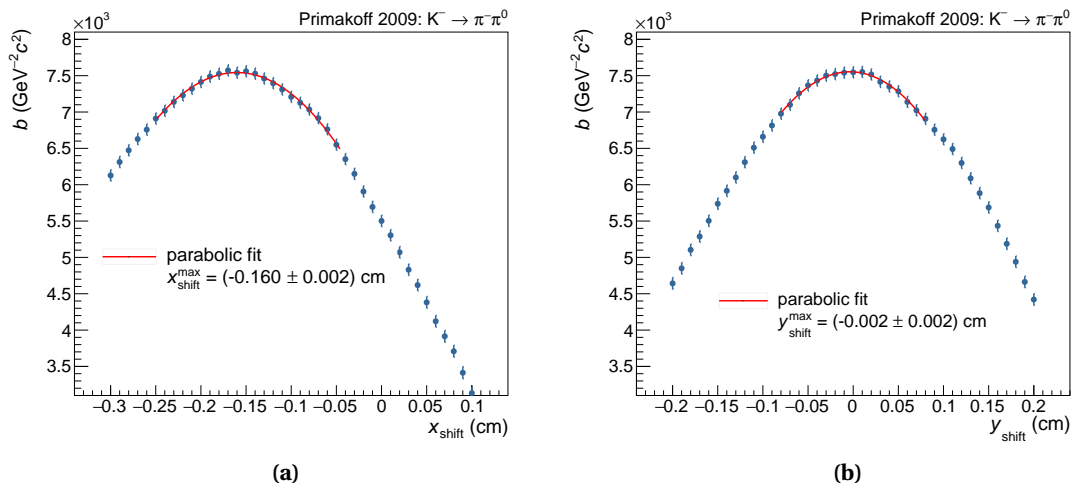 Primakoff 2009: K⁻ → π⁻π⁰
×10³
b (GeV⁻²c²)
8
7.5
7
6.5
6
5.5
5
4.5
4
3.5
parabolic fit
x_shift^max = (-0.160 ± 0.002) cm
−0.3 −0.25 −0.2 −0.15 −0.1 −0.05 0 0.05 0.1
x_shift (cm)
(a)
Primakoff 2009: K⁻ → π⁻π⁰
×10³
b (GeV⁻²c²)
8
7.5
7
6.5
6
5.5
5
4.5
4
3.5
parabolic fit
y_shift^max = (-0.002 ± 0.002) cm
−0.2 −0.15 −0.1 −0.05 0 0.05 0.1 0.15 0.2
y_shift (cm)
(b)